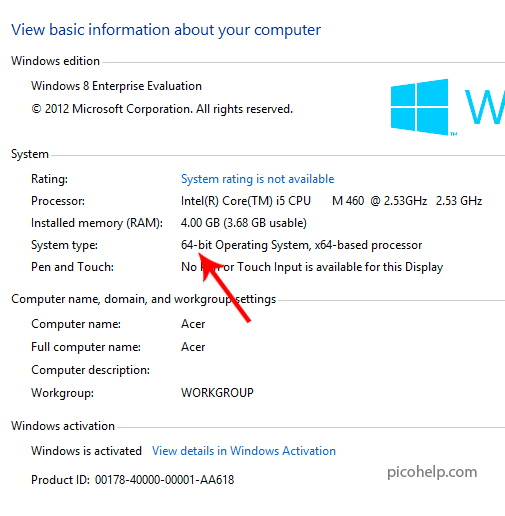 View basic information about your computer
Windows edition
Windows 8 Enterprise Evaluation
© 2012 Microsoft Corporation. All rights reserved.
W
™
System
Rating: System rating is not available
Processor: Intel(R) Core(TM) i5 CPU M 460 @ 2.53GHz 2.53 GHz
Installed memory (RAM): 4.00 GB (3.68 GB usable)
System type: 64-bit Operating System, x64-based processor
Pen and Touch: No Pen or Touch Input is available for this Display
Computer name, domain, and workgroup settings
Computer name: Acer
Full computer name: Acer
Computer description:
Workgroup: WORKGROUP
Windows activation
Windows is activated View details in Windows Activation
Product ID: 00178-40000-00001-AA618
picohelp.com